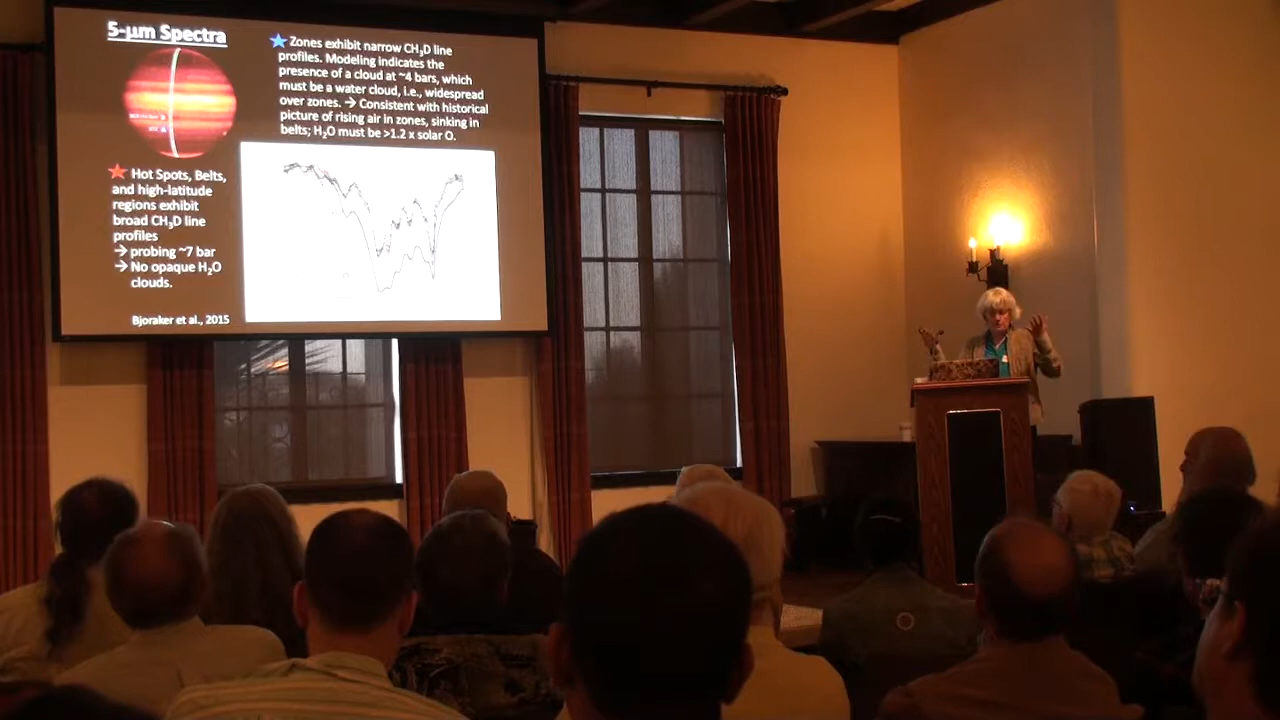 5-μm Spectra
★ Zones exhibit narrow CH₃D line
profiles. Modeling indicates the
presence of a cloud at ~4 bars, which
must be a water cloud, i.e., widespread
over zones. → Consistent with historical
picture of rising air in zones, sinking in
belts; H₂O must be >1.2 x solar O.
★ Hot Spots, Belts,
and high-latitude
regions exhibit
broad CH₃D line
profiles
→ probing ~7 bar
→ No opaque H₂O
clouds.
Bjoraker et al., 2015